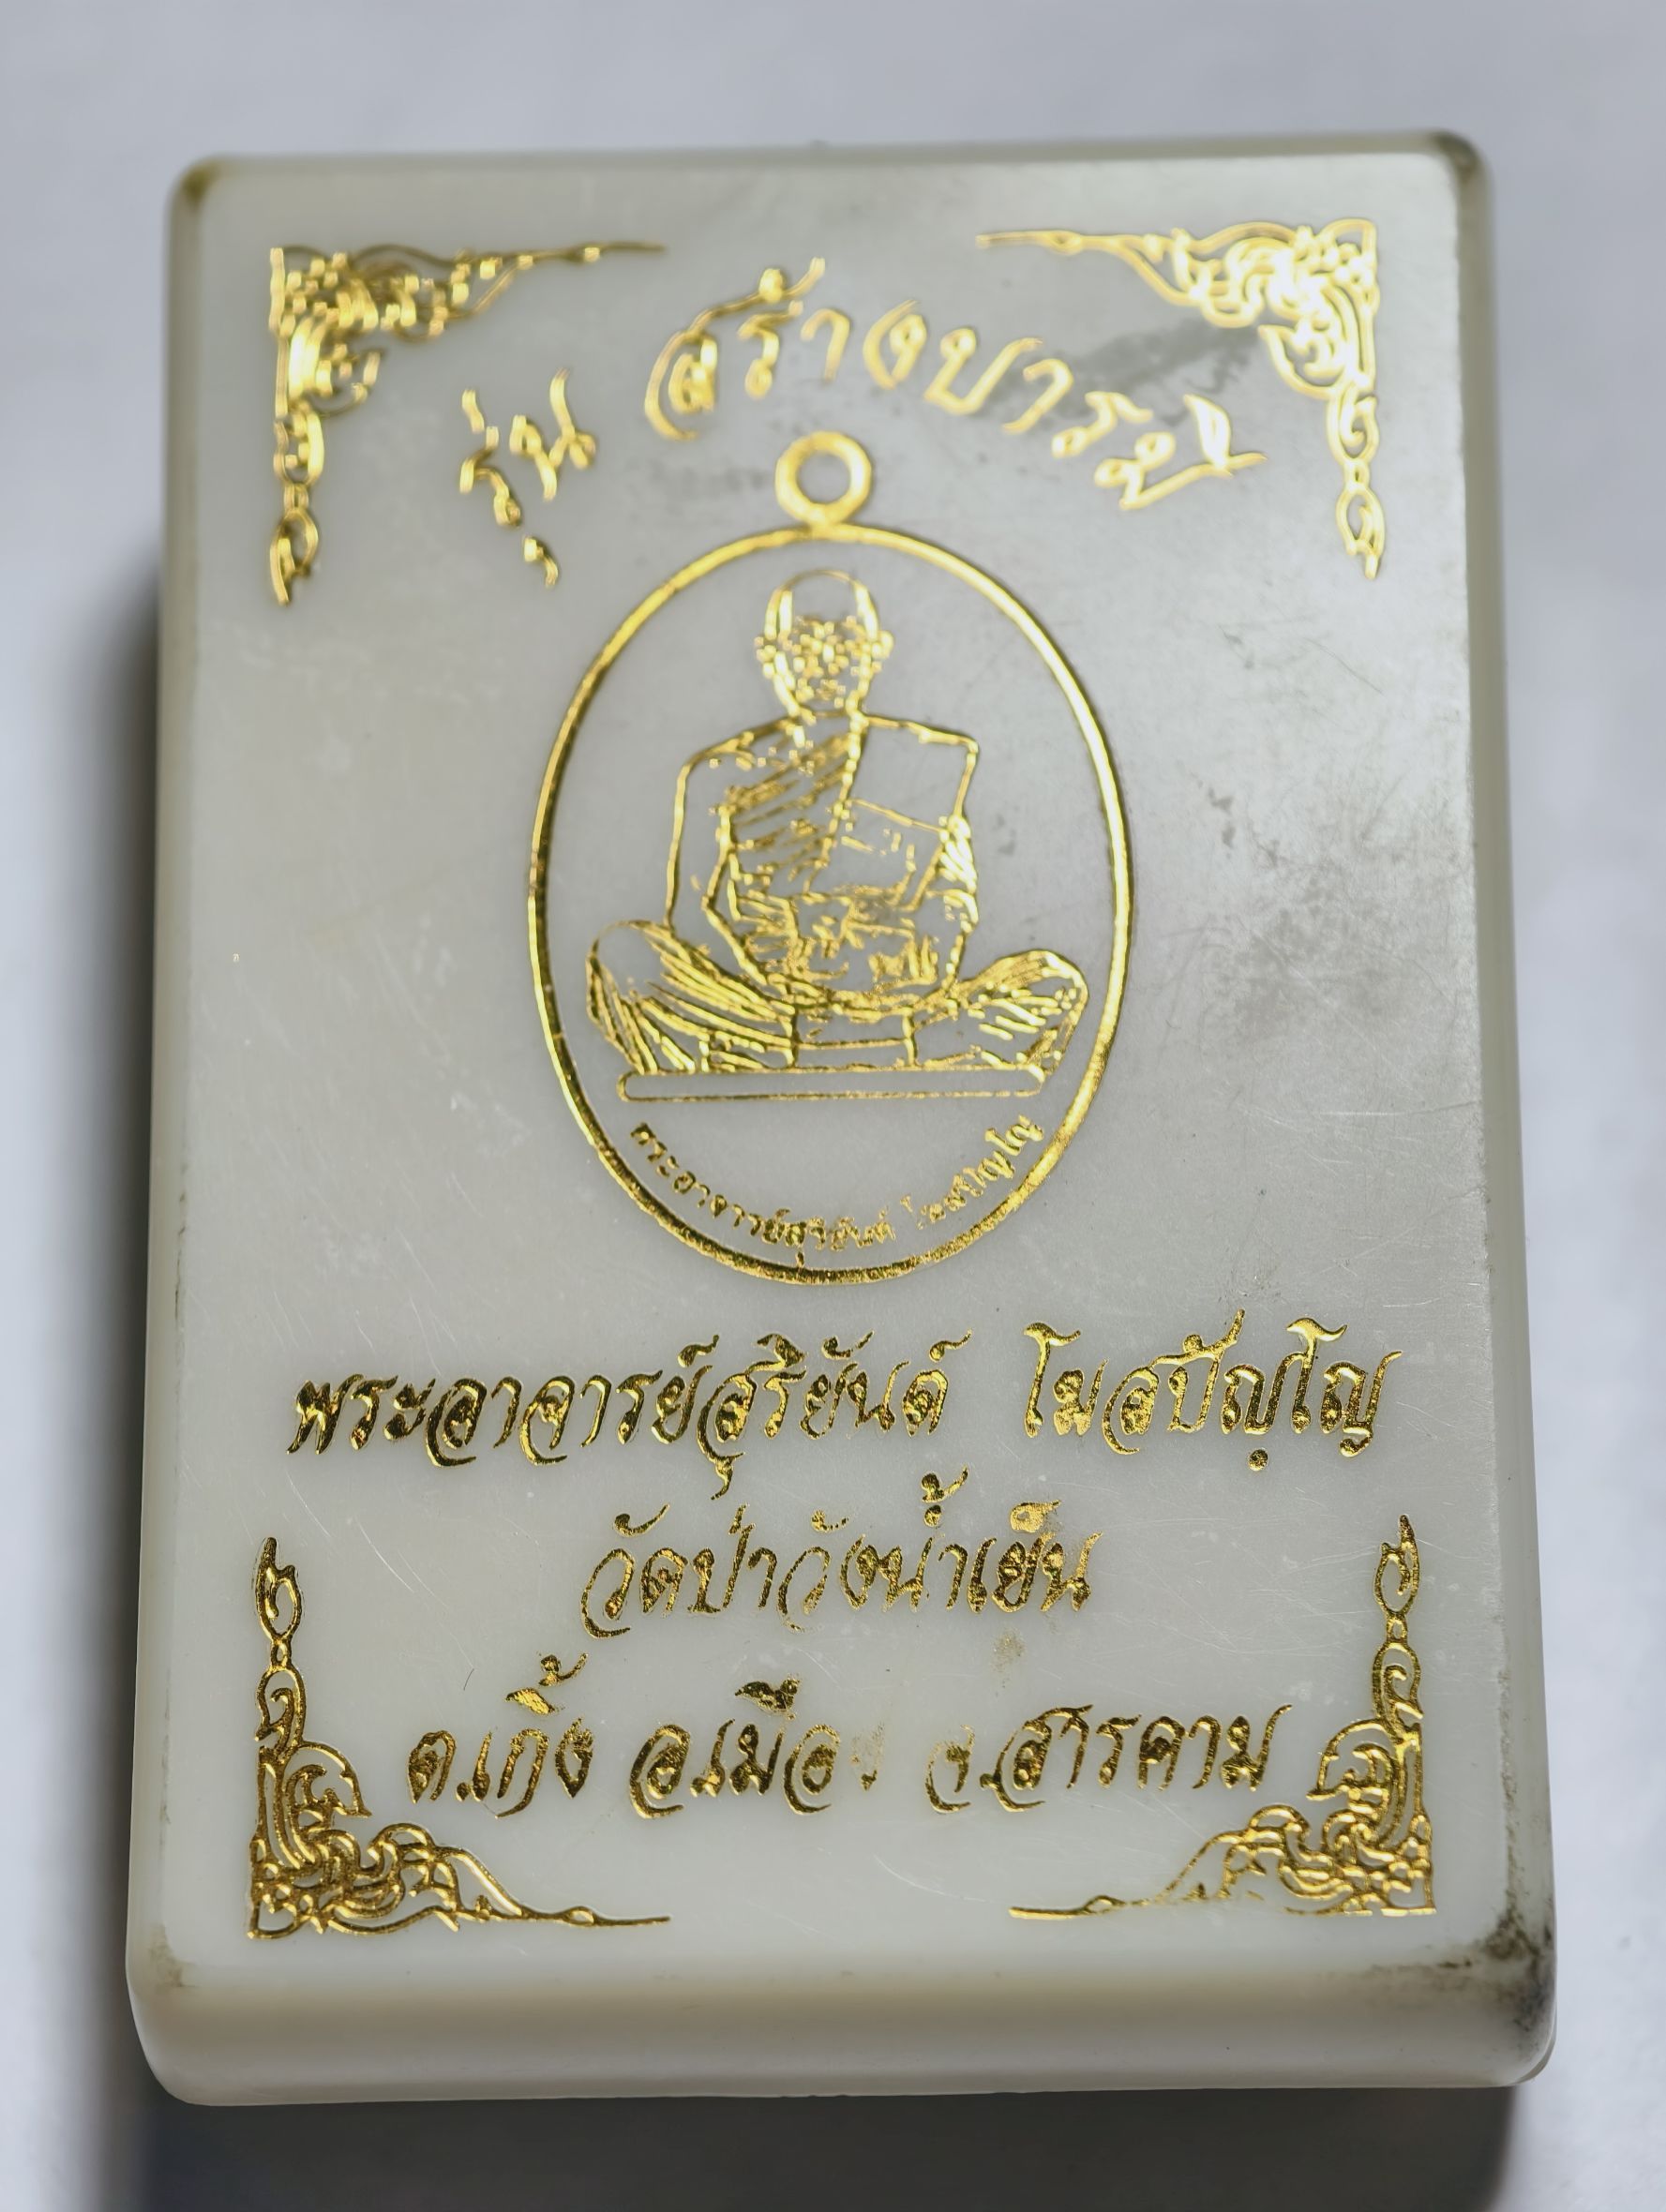 รุ่น สร้างบารมี
พระอาจารย์สุริยันต์ โฆสปัญฺโญ
พระอาจารย์สุริยันต์ โฆสปัญฺโญ
วัดป่าวังน้ำเย็น
ต.เกิ้ง อ.เมือง จ.สารคาม